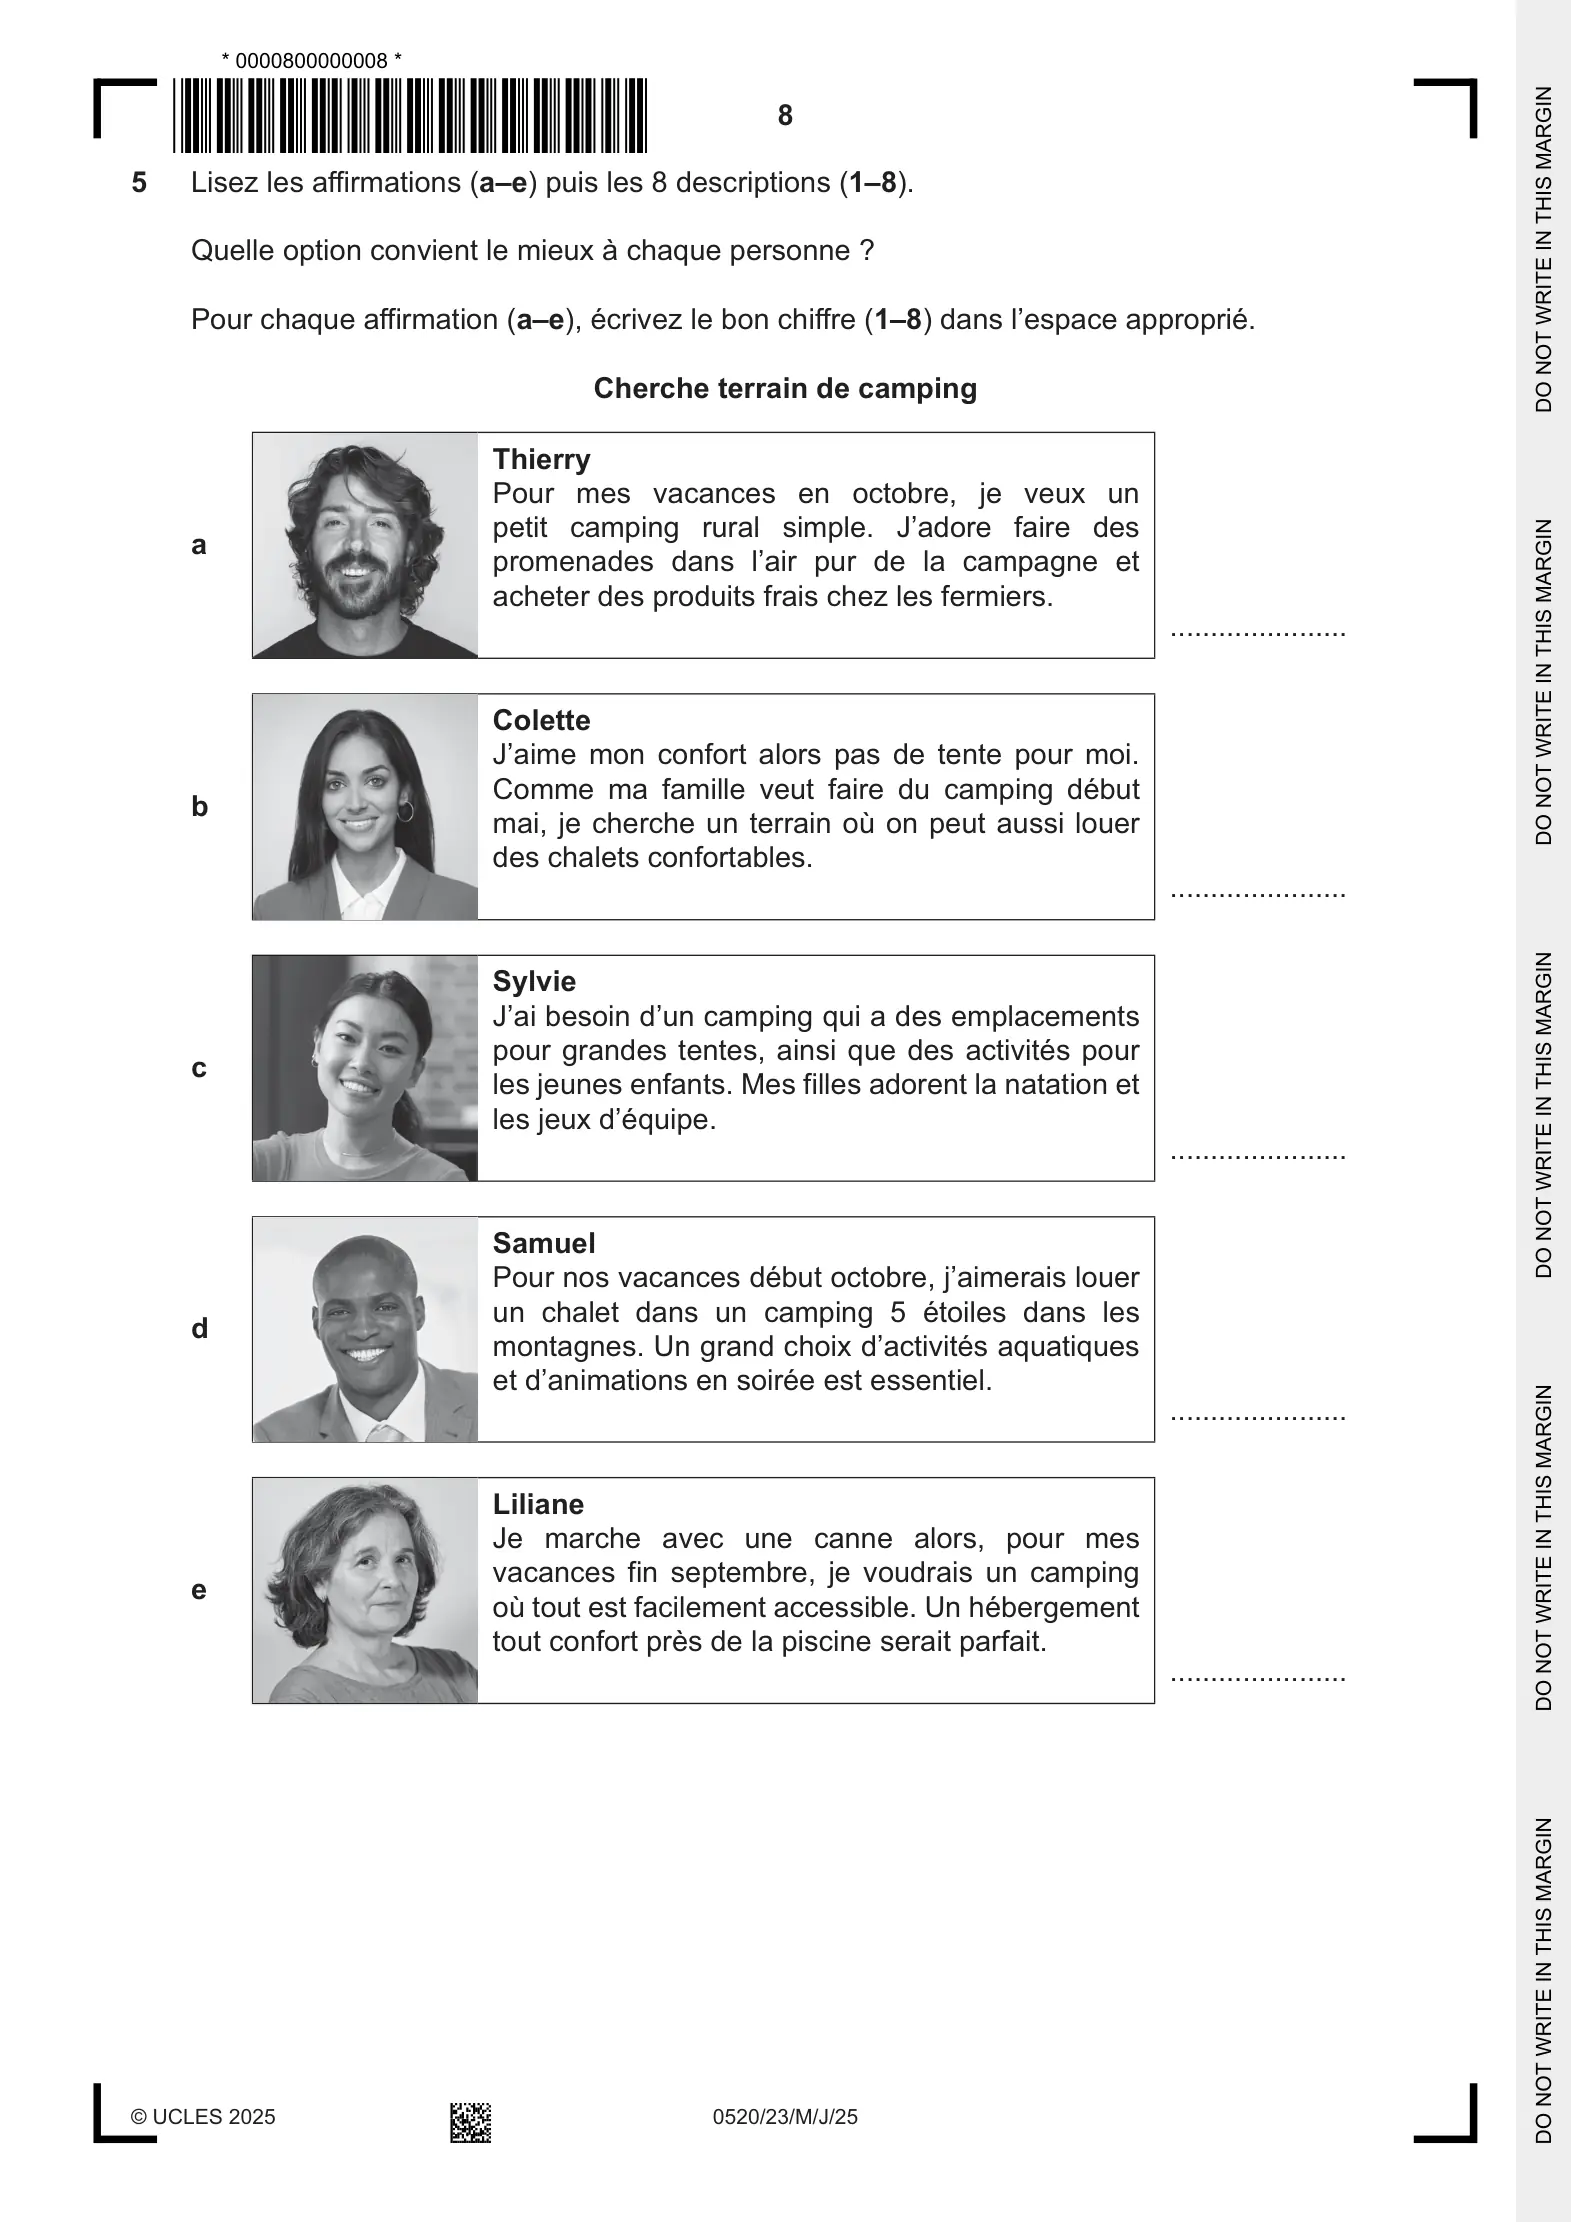 * 0000800000008 *
8
5 Lisez les affirmations (a–e) puis les 8 descriptions (1–8).
Quelle option convient le mieux à chaque personne ?
Pour chaque affirmation (a–e), écrivez le bon chiffre (1–8) dans l’espace approprié.
Cherche terrain de camping
a
Thierry
Pour mes vacances en octobre, je veux un
petit camping rural simple. J’adore faire des
promenades dans l’air pur de la campagne et
acheter des produits frais chez les fermiers.
......................
b
Colette
J’aime mon confort alors pas de tente pour moi.
Comme ma famille veut faire du camping début
mai, je cherche un terrain où on peut aussi louer
des chalets confortables.
......................
c
Sylvie
J’ai besoin d’un camping qui a des emplacements
pour grandes tentes, ainsi que des activités pour
les jeunes enfants. Mes filles adorent la natation et
les jeux d’équipe.
......................
d
Samuel
Pour nos vacances début octobre, j’aimerais louer
un chalet dans un camping 5 étoiles dans les
montagnes. Un grand choix d’activités aquatiques
et d’animations en soirée est essentiel.
......................
e
Liliane
Je marche avec une canne alors, pour mes
vacances fin septembre, je voudrais un camping
où tout est facilement accessible. Un hébergement
tout confort près de la piscine serait parfait.
......................
© UCLES 2025
0520/23/M/J/25
DO NOT WRITE IN THIS MARGIN
DO NOT WRITE IN THIS MARGIN
DO NOT WRITE IN THIS MARGIN
DO NOT WRITE IN THIS MARGIN
DO NOT WRITE IN THIS MARGIN